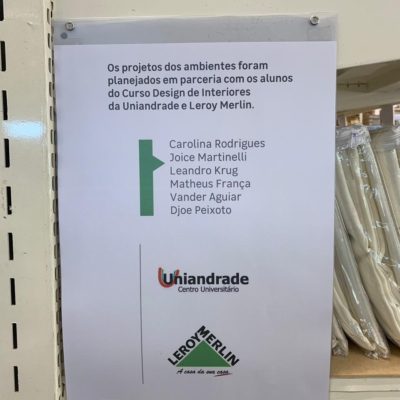 Os projetos dos ambientes foram
planejados em parceria com os alunos
do Curso Design de Interiores
da Uniandrade e Leroy Merlin.
Carolina Rodrigues
Joice Martinelli
Leandro Krug
Matheus França
Vander Aguiar
Djoe Peixoto
Uniandrade
Centro Universitário
LEROY MERLIN
A casa da sua casa.